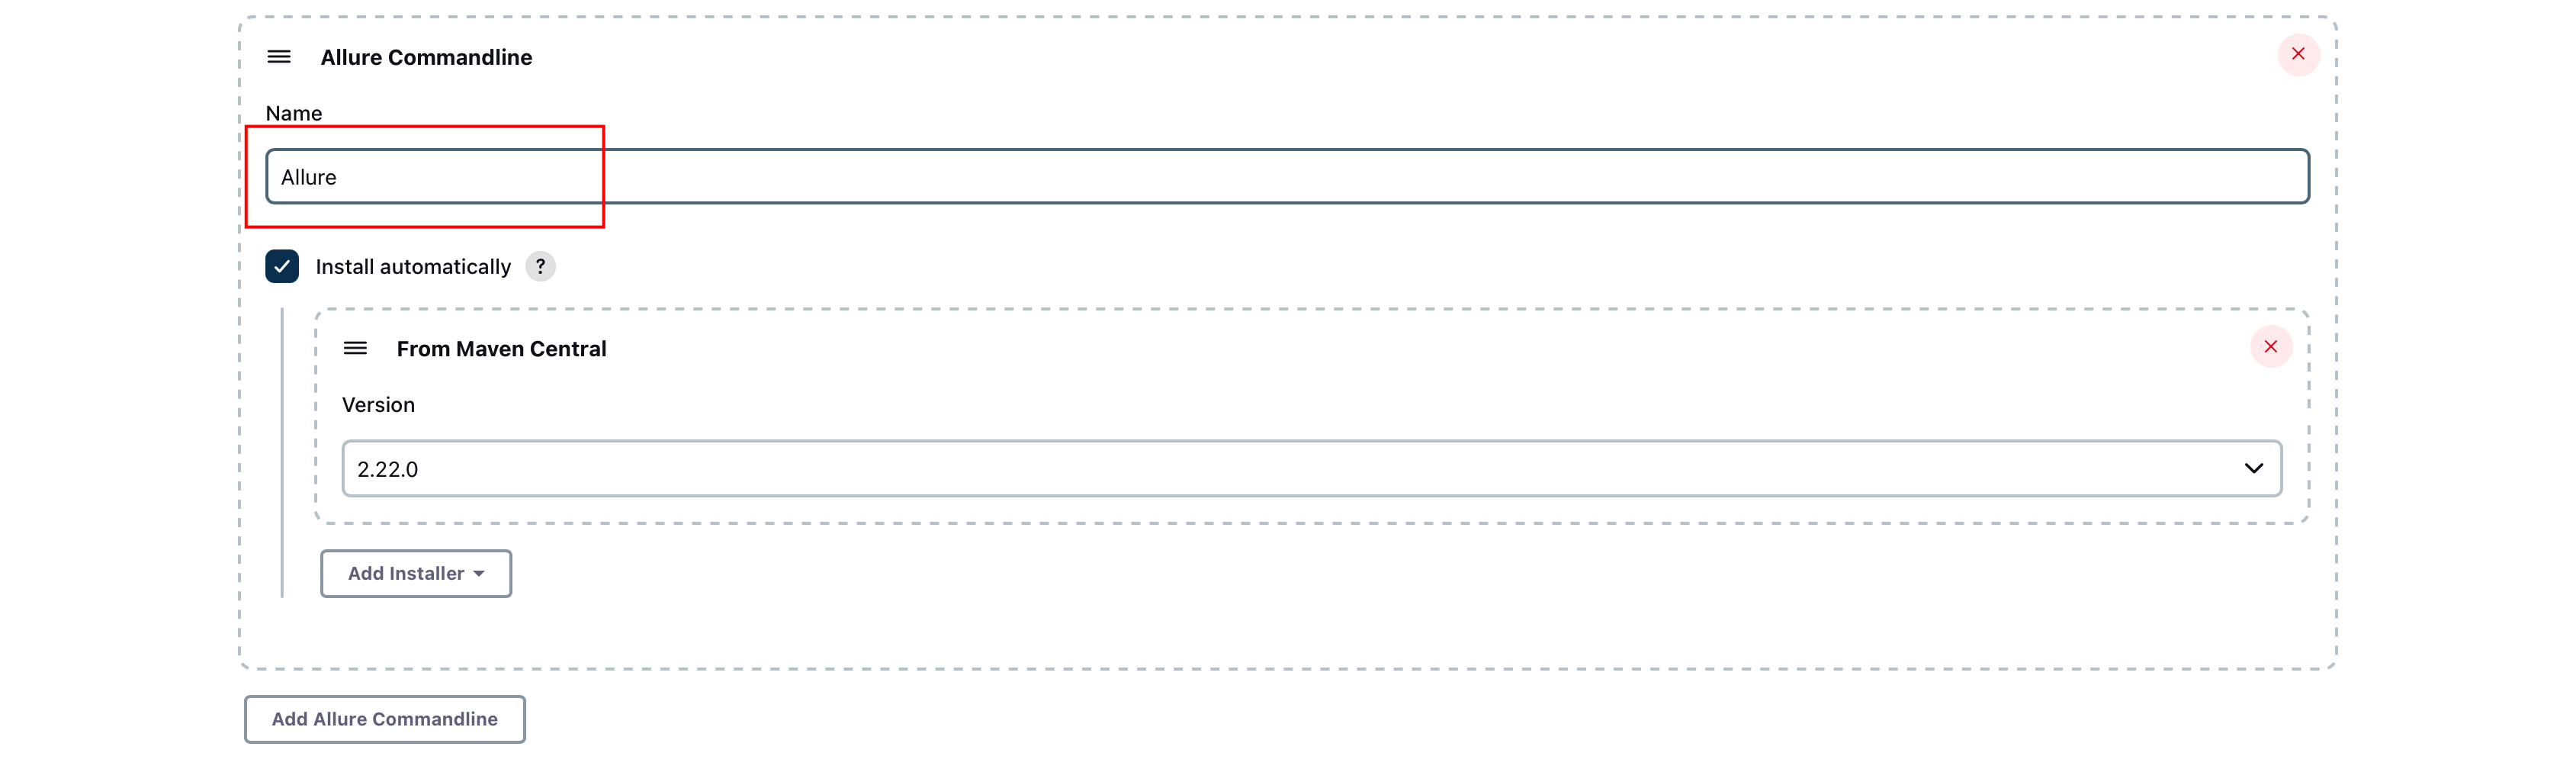 Allure Commandline
Name
Allure
Install automatically ?
From Maven Central
Version
2.22.0
Add Installer
Add Allure Commandline